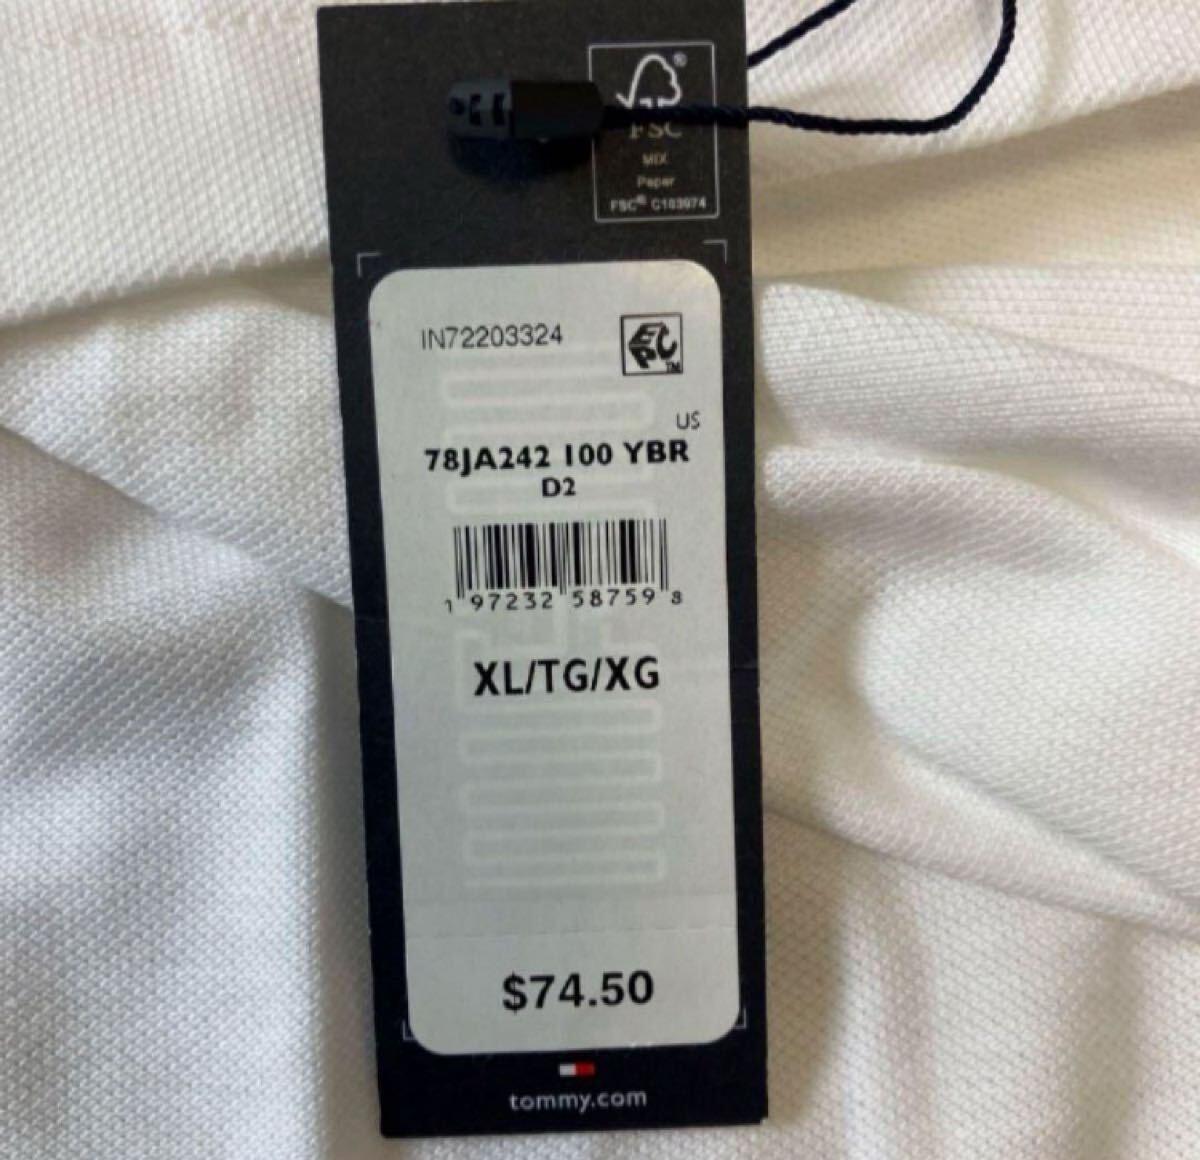 ®
FSC
MIX
Paper
FSC® C103974
IN72203324
EPC
TM
US
78JA242 100 YBR
D2
1 97232 58759 8
XL/TG/XG
$74.50
tommy.com